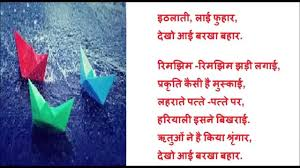 इठलाती, लाई फुहार,
देखो आई बरखा बहार.
रिमझिम -रिमझिम झड़ी लगाई,
प्रकृति कैसी है मुस्काई,
लहराते पत्ते -पत्ते पर,
हरियाली इसने बिखराई.
ऋतुओं ने है किया श्रृंगार,
देखो आई बरखा बहार.